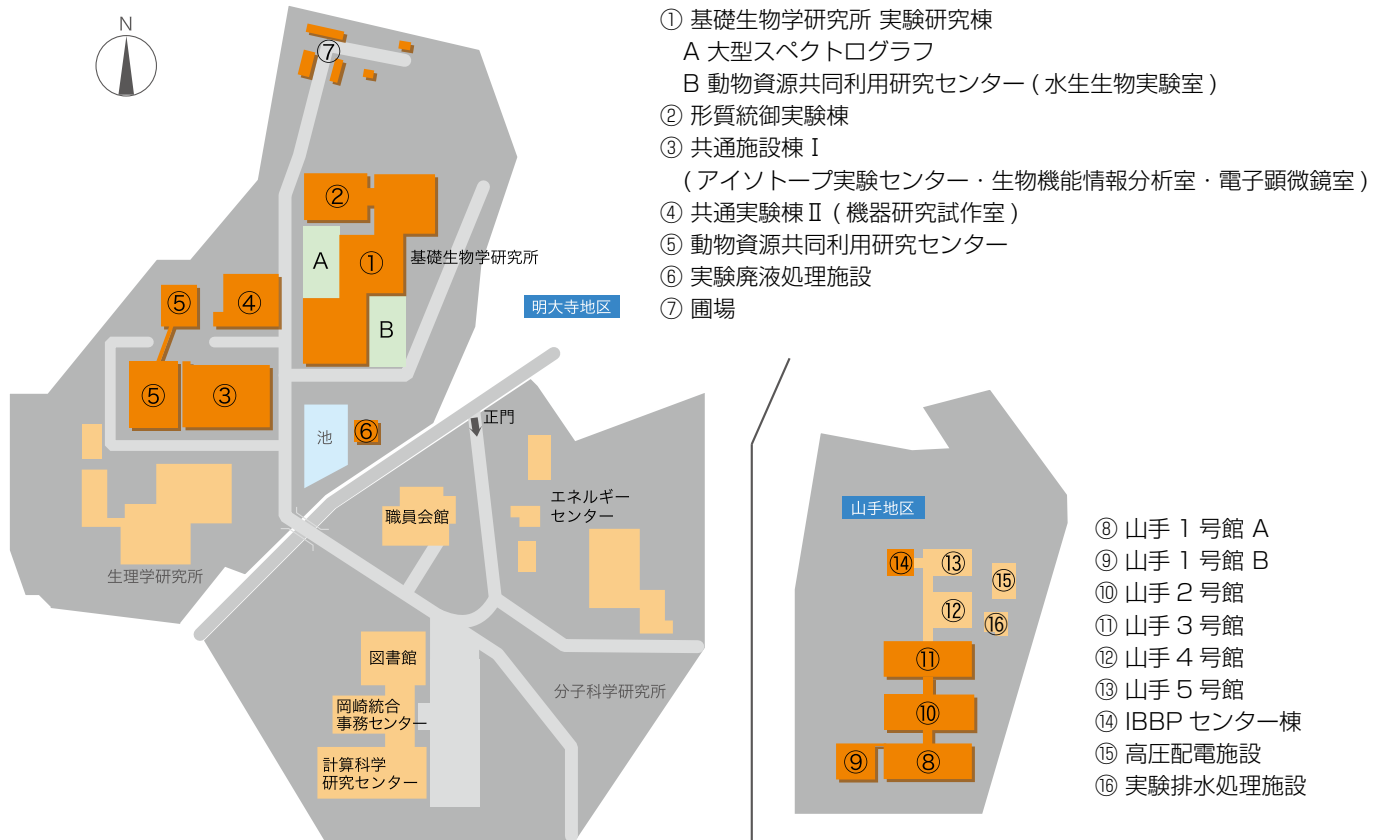 N
① 基礎生物学研究所 実験研究棟
A 大型スペクトログラフ
B 動物資源共同利用研究センター ( 水生生物実験室 )
② 形質統御実験棟
③ 共通施設棟 I
( アイソトープ実験センター・生物機能情報分析室・電子顕微鏡室 )
④ 共通実験棟 Ⅱ ( 機器研究試作室 )
⑤ 動物資源共同利用研究センター
⑥ 実験廃液処理施設
⑦ 圃場
⑦
②
A
①
基礎生物学研究所
B
⑤
④
明大寺地区
⑤
③
池
⑥
正門
職員会館
エネルギー
センター
生理学研究所
図書館
岡崎統合
事務センター
計算科学
研究センター
分子科学研究所
山手地区
⑭
⑬
⑮
⑫
⑯
⑪
⑩
⑨
⑧
⑧ 山手 1 号館 A
⑨ 山手 1 号館 B
⑩ 山手 2 号館
⑪ 山手 3 号館
⑫ 山手 4 号館
⑬ 山手 5 号館
⑭ IBBP センター棟
⑮ 高圧配電施設
⑯ 実験排水処理施設